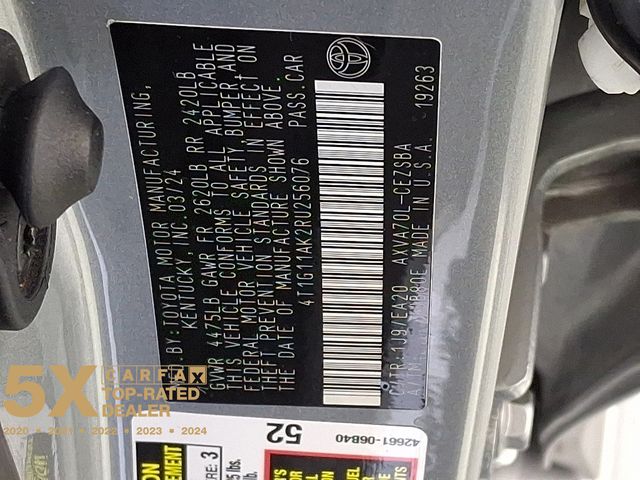 BY: TOYOTA MOTOR MANUFACTURING,
KENTUCKY, INC. 03/24
GVWR 4475LB GAWR FR 2620LB RR 2420LB
THIS VEHICLE CONFORMS TO ALL APPLICABLE
FEDERAL MOTOR VEHICLE SAFETY, BUMPER AND
THEFT PREVENTION STANDARDS IN EFFECT ON
THE DATE OF MANUFACTURE SHOWN ABOVE.
4T1G11AK2RU256076 PASS.CAR
C/TR: 1J9/EA20 AXVA70L-CEZSBA 19263
MADE IN U.S.A.
42661-06B40
52
3
5X
CARFAX
TOP-RATED
DEALER
2020 ★ 2021 ★ 2022 ★ 2023 ★ 2024